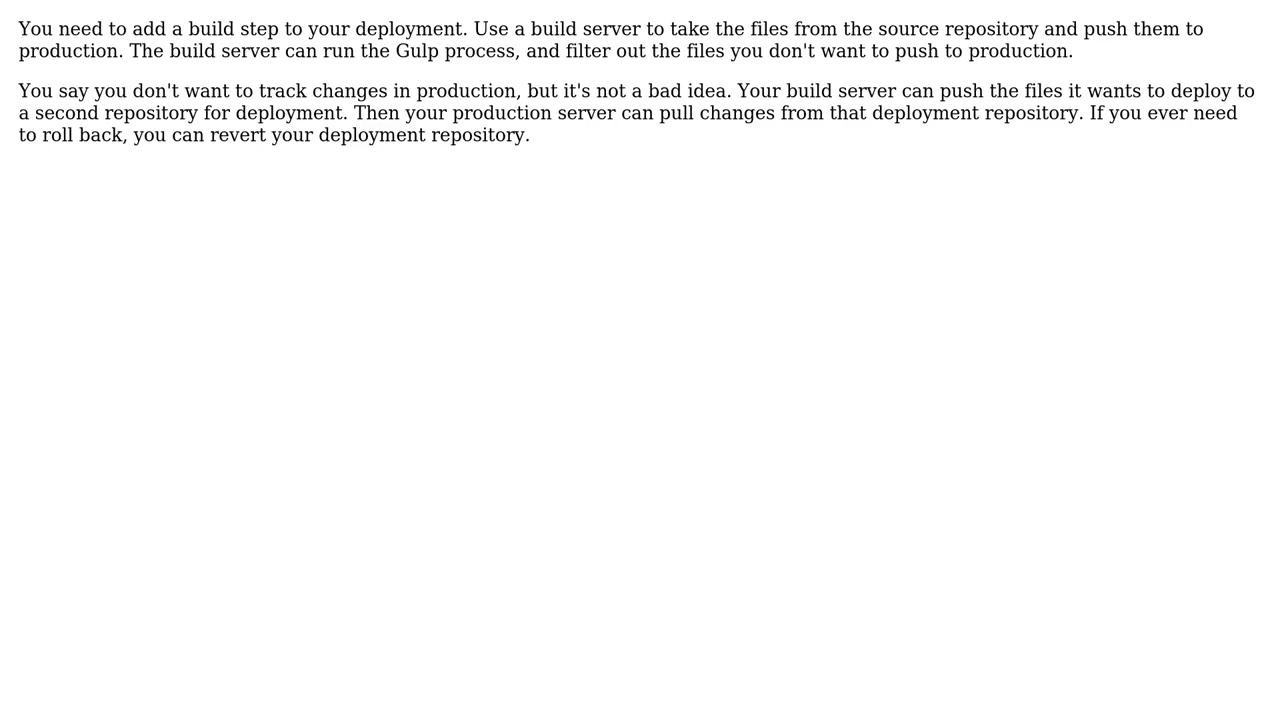 You need to add a build step to your deployment. Use a build server to take the files from the source repository and push them to
production. The build server can run the Gulp process, and filter out the files you don't want to push to production.
You say you don't want to track changes in production, but it's not a bad idea. Your build server can push the files it wants to deploy to
a second repository for deployment. Then your production server can pull changes from that deployment repository. If you ever need
to roll back, you can revert your deployment repository.